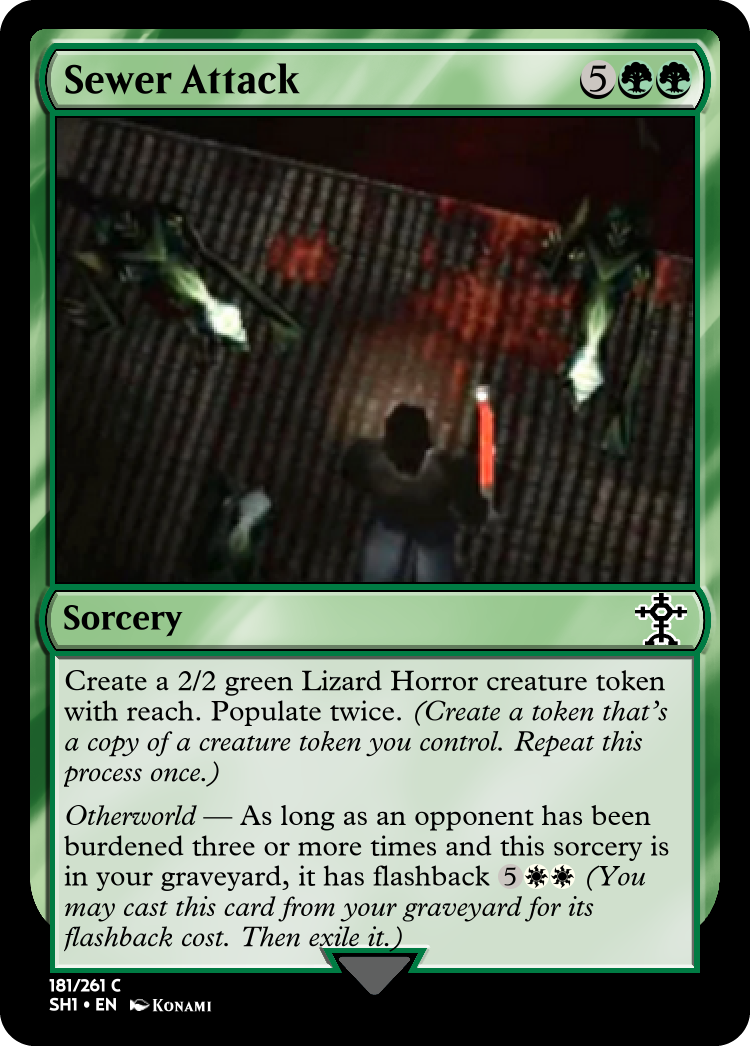 Sewer Attack 5
Sorcery
Create a 2/2 green Lizard Horror creature token
with reach. Populate twice. (Create a token that's
a copy of a creature token you control. Repeat this
process once.)
Otherworld — As long as an opponent has been
burdened three or more times and this sorcery is
in your graveyard, it has flashback 5 (You
may cast this card from your graveyard for its
flashback cost. Then exile it.)
181/261 C
SH1 • EN KONAMI